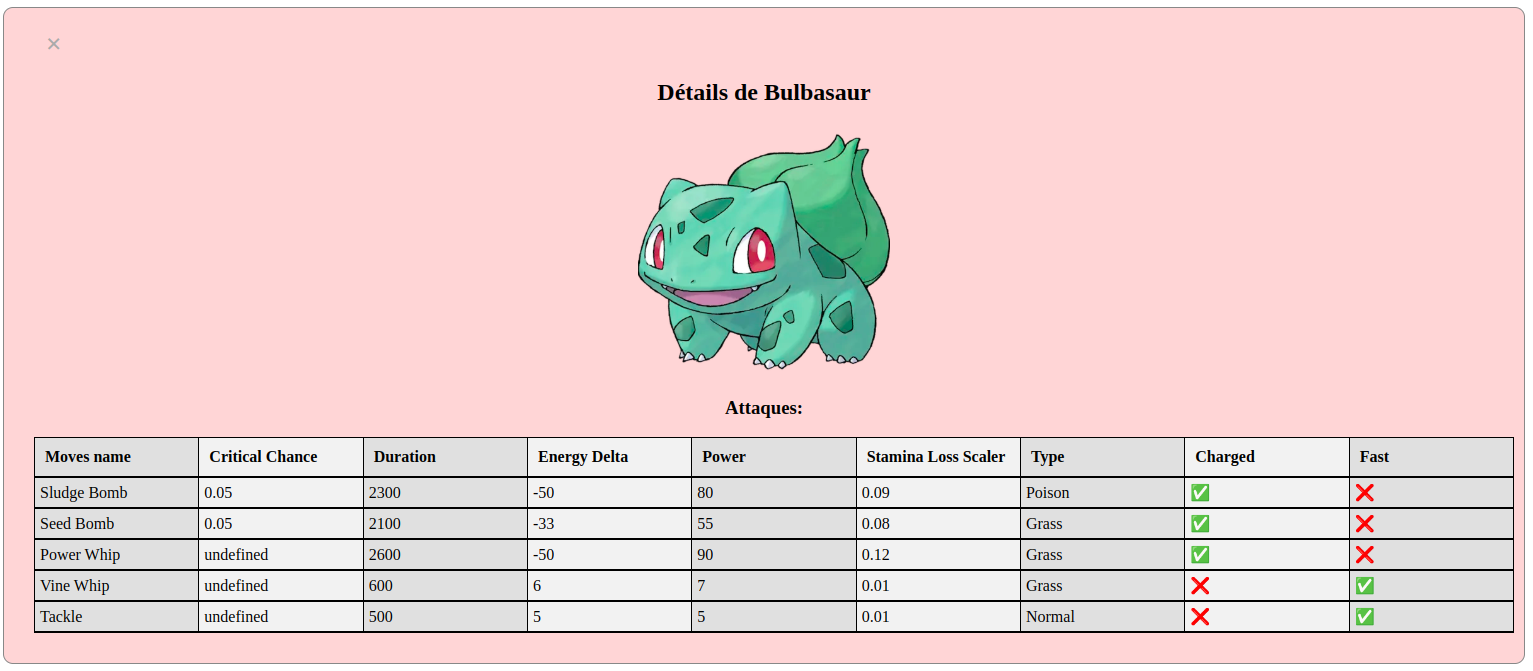 ×
Détails de Bulbasaur
Attaques:
Moves name Critical Chance Duration Energy Delta Power Stamina Loss Scaler Type Charged Fast
Sludge Bomb 0.05 2300 -50 80 0.09 Poison ✅ ❌
Seed Bomb 0.05 2100 -33 55 0.08 Grass ✅ ❌
Power Whip undefined 2600 -50 90 0.12 Grass ✅ ❌
Vine Whip undefined 600 6 7 0.01 Grass ❌ ✅
Tackle undefined 500 5 5 0.01 Normal ❌ ✅